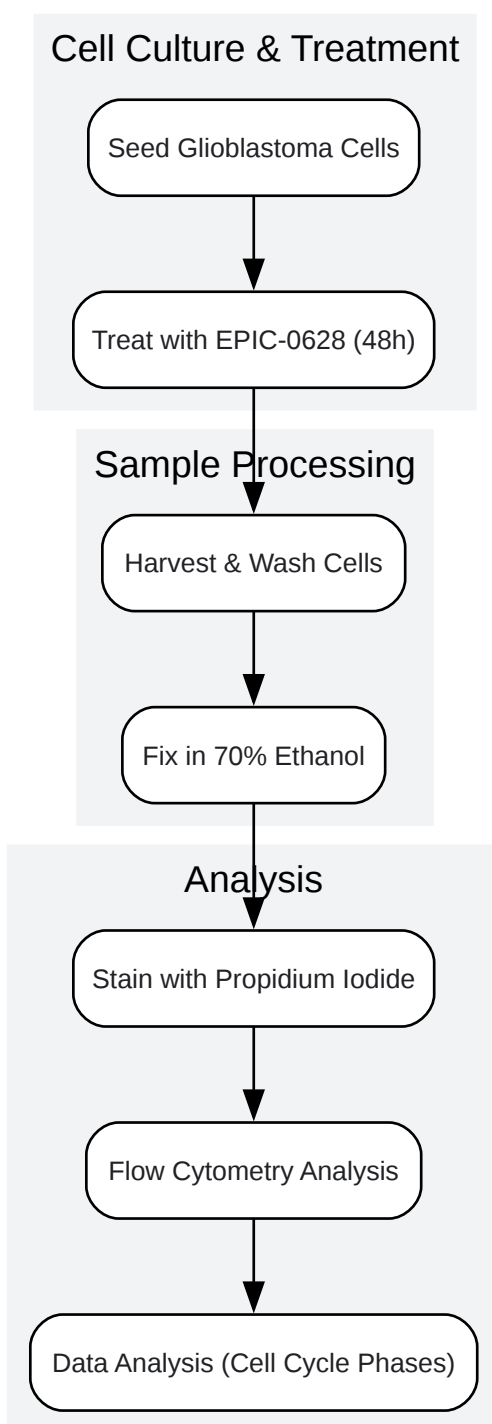 Cell Culture & Treatment
Seed Glioblastoma Cells
Treat with EPIC-0628 (48h)
Sample Processing
Harvest & Wash Cells
Fix in 70% Ethanol
Analysis
Stain with Propidium Iodide
Flow Cytometry Analysis
Data Analysis (Cell Cycle Phases)